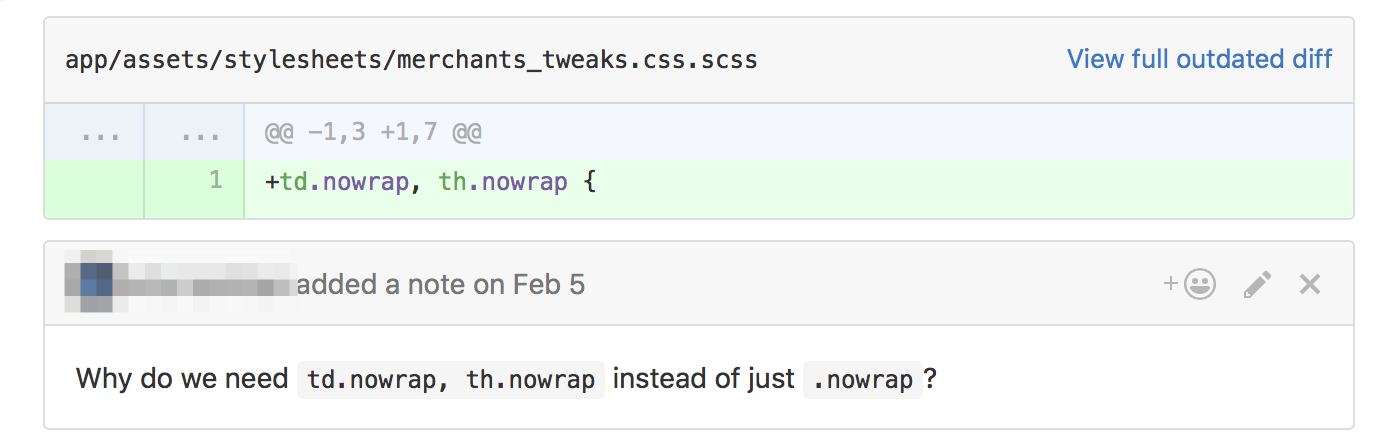 app/assets/stylesheets/merchants_tweaks.css.scss View full outdated diff
... ... @@ -1,3 +1,7 @@
1 +td.nowrap, th.nowrap {
added a note on Feb 5 +
Why do we need td.nowrap, th.nowrap instead of just .nowrap?